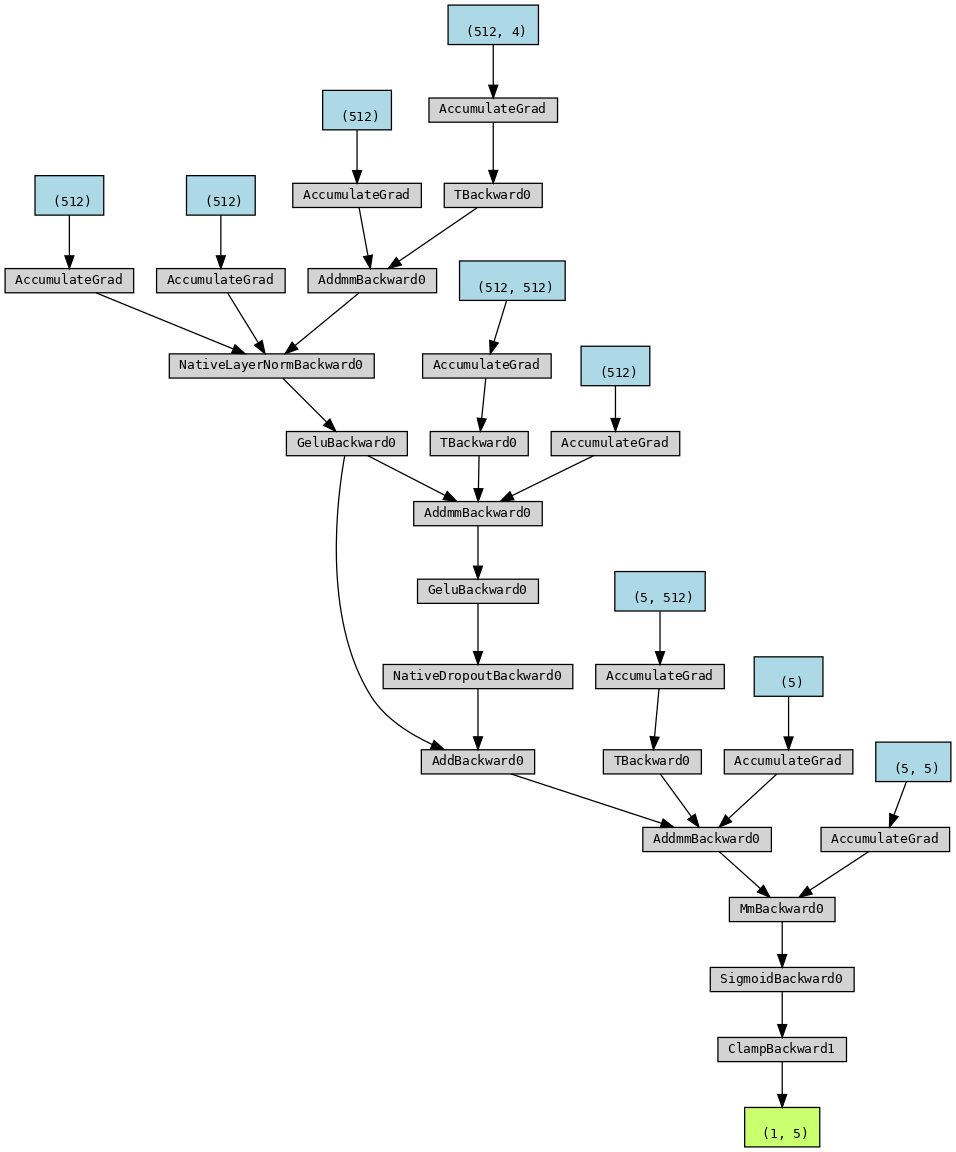 (512, 4)
(512)
AccumulateGrad
(512)
(512)
AccumulateGrad
TBackward0
AccumulateGrad
AccumulateGrad
AddmmBackward0
(512, 512)
NativeLayerNormBackward0
AccumulateGrad
(512)
GeluBackward0
TBackward0
AccumulateGrad
AddmmBackward0
GeluBackward0
(5, 512)
NativeDropoutBackward0
AccumulateGrad
(5)
AddBackward0
TBackward0
AccumulateGrad
(5, 5)
AddmmBackward0
AccumulateGrad
MmBackward0
SigmoidBackward0
ClampBackward1
(1, 5)